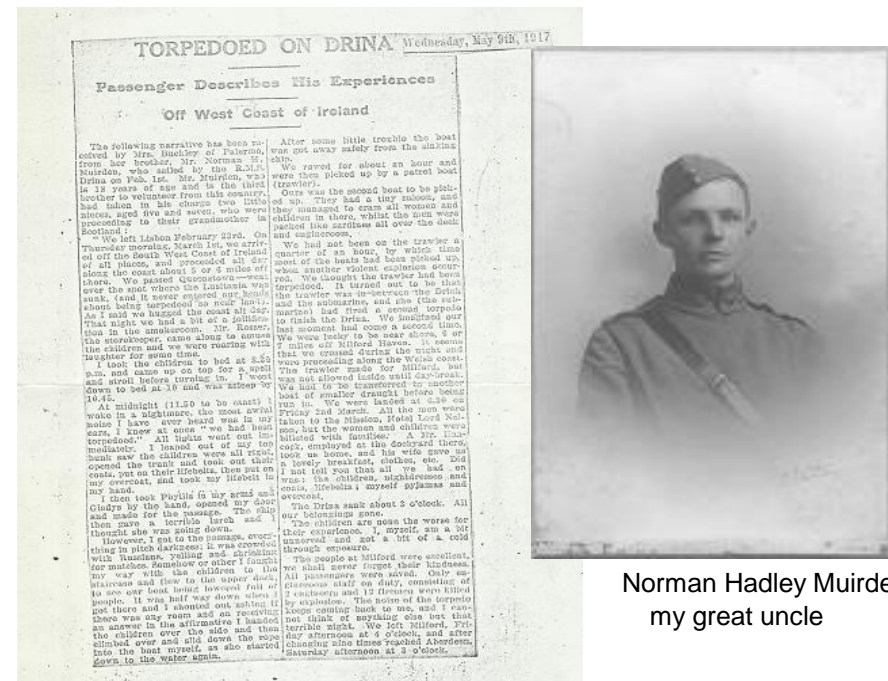 TORPEDOED ON DRINA Wednesday, May 9th, 1917
Passenger Describes His Experiences
Off West Coast of Ireland
The following narrative has been re-
ceived by Mrs. Buckley of Palermo,
from her brother, Mr. Norman H.
Muirden, who sailed by the R.M.S.
Drina on Feb. 1st. Mr. Muirden, who
is 18 years of age and is the third
brother to volunteer from this country,
had taken in his charge two little
nieces, aged five and seven, who were
proceeding to their grandmother in
Scotland:
"We left Lisbon February 23rd. On
Thursday morning, March 1st, we arriv-
ed off the South West Coast of Ireland
of all places, and proceeded all day
along the coast about 5 or 6 miles off
shore. We passed Queenstown—went
over the spot where the Lusitania was
sunk, (and it never entered our heads
about being torpedoed so near land).
As I said we hugged the coast all day.
That night we had a bit of a jollifica-
tion in the smokeroom. Mr. Rosser,
the storekeeper, came along to amuse
the children and we were roaring with
laughter for some time.
I took the children to bed at 8.30
p.m. and came up on top for a spell
and stroll before turning in. I went
down to bed at 10 and was asleep by
10.45.
At midnight (11.50 to be exact) I
woke in a nightmare, the most awful
noise I have ever heard was in my
ears, I knew at once "we had been
torpedoed." All lights went out im-
mediately. I leaped out of my top
bunk saw the children were all right,
opened the trunk and took out their
coats, put on their lifebelts, then put on
my overcoat, and took my lifebelt in
my hand.
I then took Phyllis in my arms and
Gladys by the hand, opened my door
and made for the passage. The ship
then gave a terrible lurch and I
thought she was going down.
However, I got to the passage, every-
thing in pitch darkness; it was crowded
with Russians, yelling and shrieking
for matches. Somehow or other I fought
my way with the children to the
staircase and flew to the upper deck,
to see our boat being lowered full of
people. It was half way down when I
got there and I shouted out asking if
there was any room and on receiving
an answer in the affirmative I handed
the children over the side and then
climbed over and slid down the rope
into the boat myself, as she started
down to the water again.
After some little trouble the boat
was got away safely from the sinking
ship.
We rowed for about an hour and
were then picked up by a patrol boat
(trawler).
Ours was the second boat to be pick-
ed up. They had a tiny saloon, and
they managed to cram all women and
children in there, whilst the men were
packed like sardines all over the deck
and engineroom.
We had not been on the trawler a
quarter of an hour, by which time
most of the boats had been picked up,
when another violent explosion occur-
red. We thought the trawler had been
torpedoed. It turned out to be that
the trawler was in-between the Drina
and the submarine, and she (the sub-
marine) had fired a second torpedo
to finish the Drina. We imagined our
last moment had come a second time.
We were lucky to be near shore, 6 or
7 miles off Milford Haven. It seems
that we crossed during the night and
were proceeding along the Welsh coast.
The trawler made for Milford, but
was not allowed inside until day-break.
We had to be transferred to another
boat of smaller draught before being
run in. We were landed at 6.30 on
Friday 2nd March. All the men were
taken to the Mission, Hotel Lord Nel-
son, but the women and children were
billeted with families. A Mr.
employed at the dockyard there,
took us home, and his wife gave us
a lovely breakfast, clothes, etc. Did
I not tell you that all we had on
was: the children, nightdresses and
coats, lifebelts; myself pyjamas and
overcoat.
The Drina sank about 3 o'clock. All
our belongings gone.
The children are none the worse for
their experience. I, myself, am a bit
unnerved and got a bit of a cold
through exposure.
The people at Milford were excellent,
we shall never forget their kindness.
All passengers were saved. Only en-
gineroom staff on duty, consisting of
2 engineers and 12 firemen were killed
by explosion. The noise of the torpedo
keeps coming back to me, and I can-
not think of anything else but that
terrible night. We left Milford, Fri-
day afternoon at 4 o'clock, and after
changing nine times reached Aberdeen,
Saturday afternoon at 3 o'clock.
Norman Hadley Muirde
my great uncle